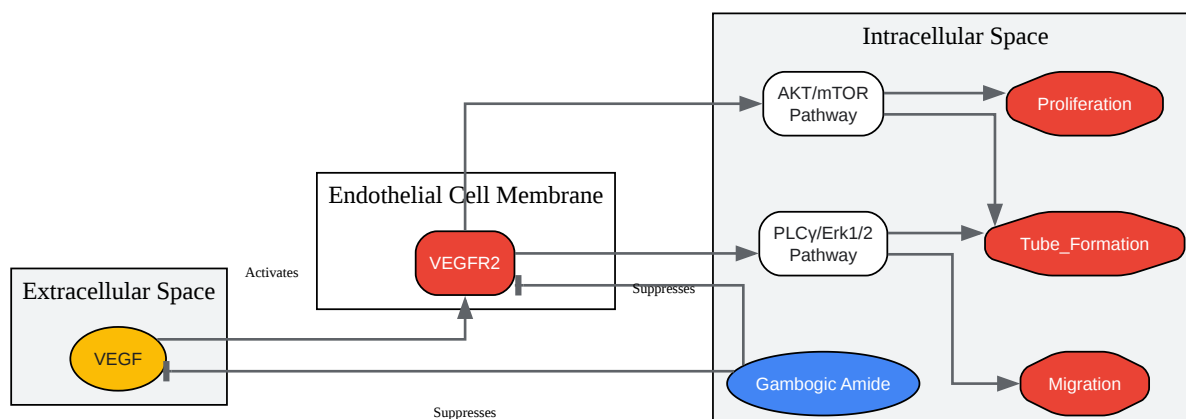 Intracellular Space
AKT/mTOR
Pathway
Proliferation
Endothelial Cell Membrane
VEGFR2
PLCγ/Erk1/2
Pathway
Tube_Formation
Activates
Suppresses
Extracellular Space
VEGF
Gambogic Amide
Migration
Suppresses